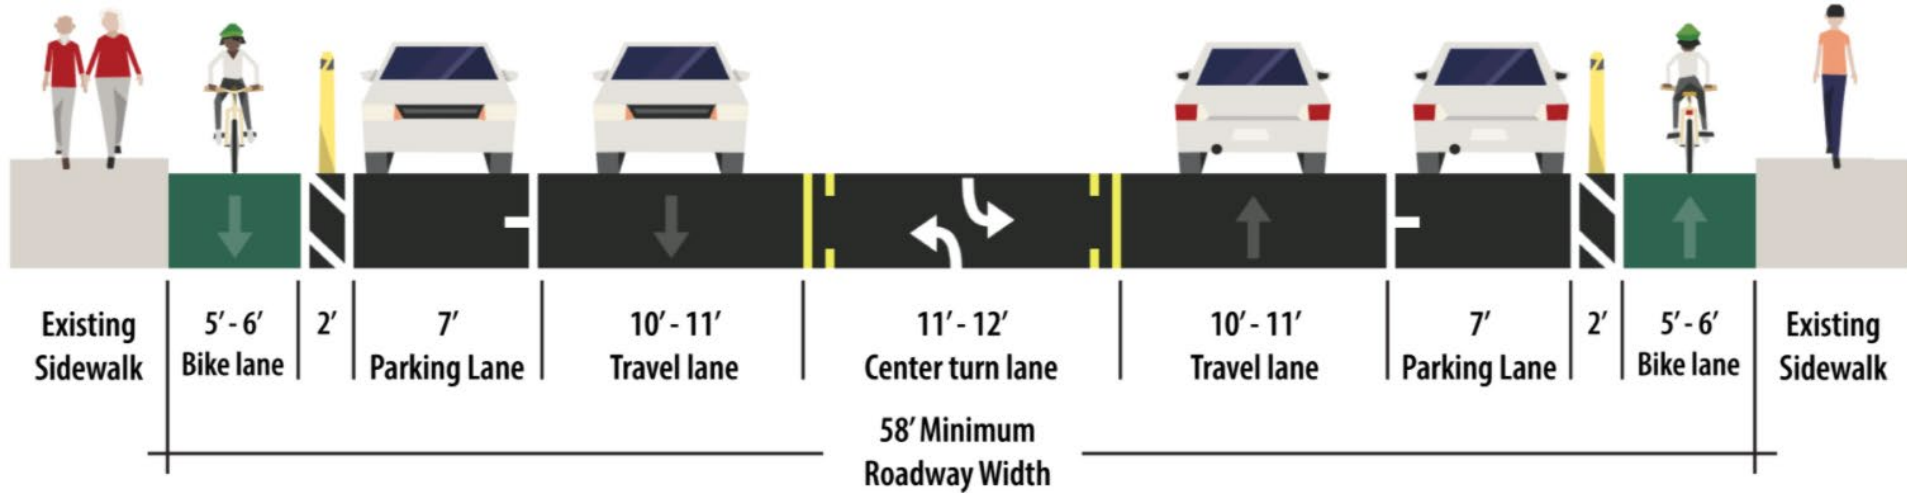 Existing
Sidewalk
5′ - 6′
Bike lane
2′
7′
Parking Lane
10′ - 11′
Travel lane
11′ - 12′
Center turn lane
10′ - 11′
Travel lane
7′
Parking Lane
2′
5′ - 6′
Bike lane
Existing
Sidewalk
58′ Minimum
Roadway Width